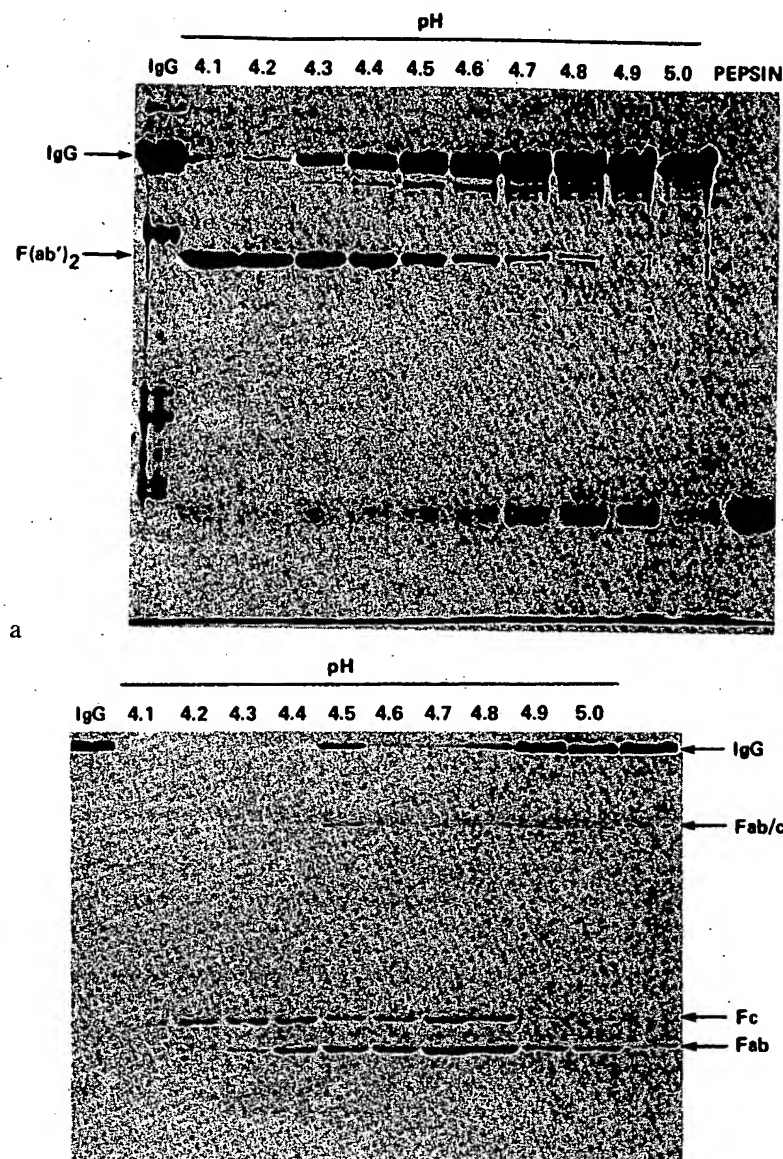 pH
IgG 4.1 4.2 4.3 4.4 4.5 4.6 4.7 4.8 4.9 5.0 PEPSIN
IgG
F(ab')2
a
pH
IgG 4.1 4.2 4.3 4.4 4.5 4.6 4.7 4.8 4.9 5.0
IgG
Fab/c
Fc
Fab